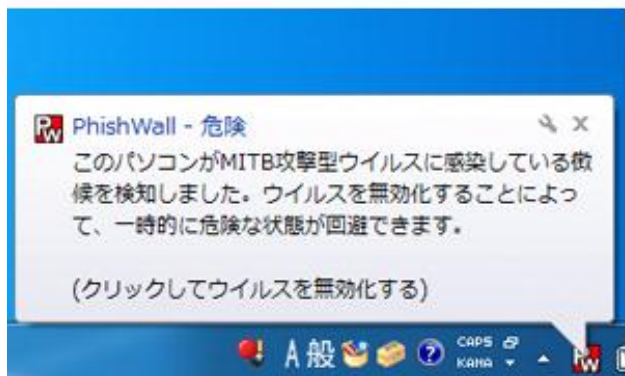 PhishWall - 危険
このパソコンがMITB攻撃型ウイルスに感染している徴
候を検知しました。ウイルスを無効化することによっ
て、一時的に危険な状態が回避できます。
(クリックしてウイルスを無効化する)
A 般 CAPS
KANA